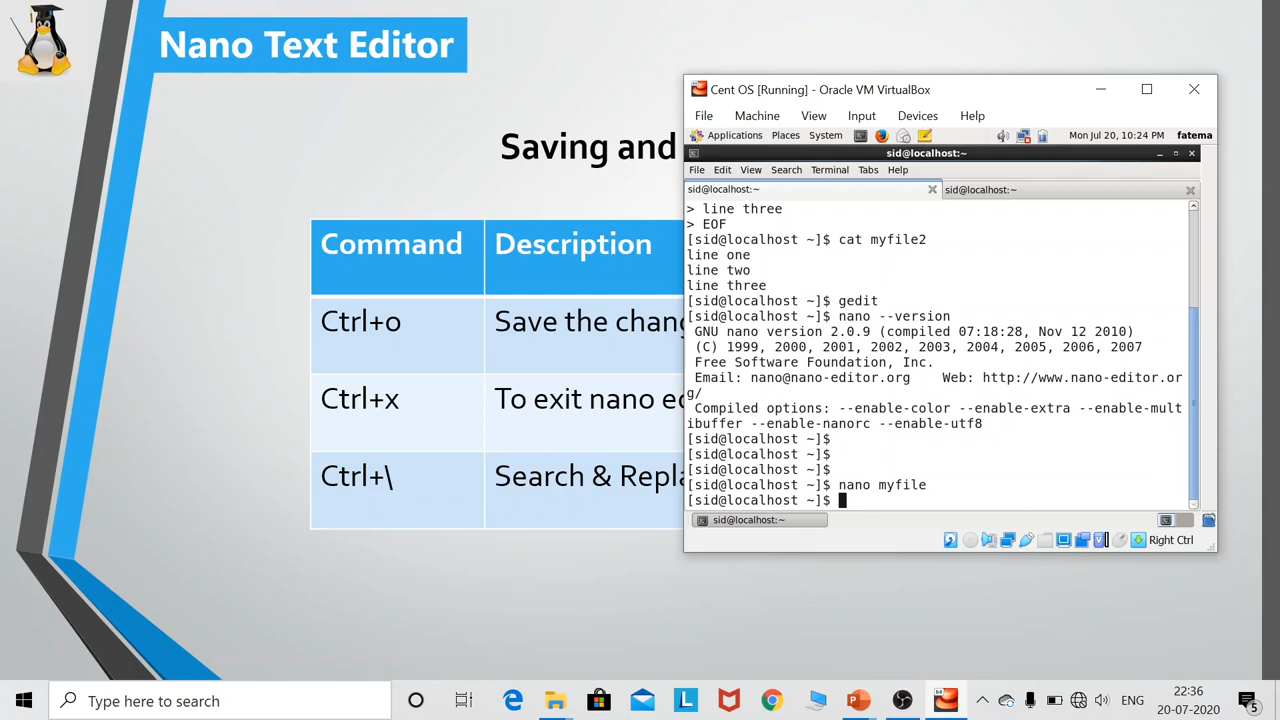 Nano Text Editor
Saving and
Command Description
Ctrl+o Save the chang
Ctrl+x To exit nano e
Ctrl+\ Search & Repla
Cent OS [Running] - Oracle VM VirtualBox
File Machine View Input Devices Help
Applications Places System Mon Jul 20, 10:24 PM fatema
sid@localhost:~
File Edit View Search Terminal Tabs Help
sid@localhost:~ sid@localhost:~
> line three
> EOF
[sid@localhost ~]$ cat myfile2
line one
line two
line three
[sid@localhost ~]$ gedit
[sid@localhost ~]$ nano --version
GNU nano version 2.0.9 (compiled 07:18:28, Nov 12 2010)
(C) 1999, 2000, 2001, 2002, 2003, 2004, 2005, 2006, 2007
Free Software Foundation, Inc.
Email: nano@nano-editor.org Web: http://www.nano-editor.or
g/
Compiled options: --enable-color --enable-extra --enable-mult
ibuffer --enable-nanorc --enable-utf8
[sid@localhost ~]$
[sid@localhost ~]$
[sid@localhost ~]$
[sid@localhost ~]$ nano myfile
[sid@localhost ~]$
sid@localhost:~
Right Ctrl
Type here to search
ENG
22:36
20-07-2020
5